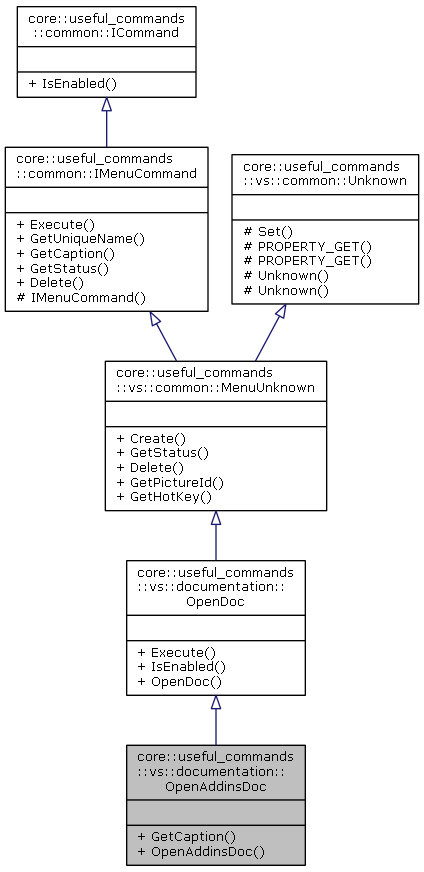 core::useful_commands
::common::ICommand
+ IsEnabled()
core::useful_commands
::common::IMenuCommand
+ Execute()
+ GetUniqueName()
+ GetCaption()
+ GetStatus()
+ Delete()
# IMenuCommand()
core::useful_commands
::vs::common::Unknown
# Set()
# PROPERTY_GET()
# PROPERTY_GET()
# Unknown()
# Unknown()
core::useful_commands
::vs::common::MenuUnknown
+ Create()
+ GetStatus()
+ Delete()
+ GetPictureId()
+ GetHotKey()
core::useful_commands
::vs::documentation::
OpenDoc
+ Execute()
+ IsEnabled()
+ OpenDoc()
core::useful_commands
::vs::documentation::
OpenAddinsDoc
+ GetCaption()
+ OpenAddinsDoc()